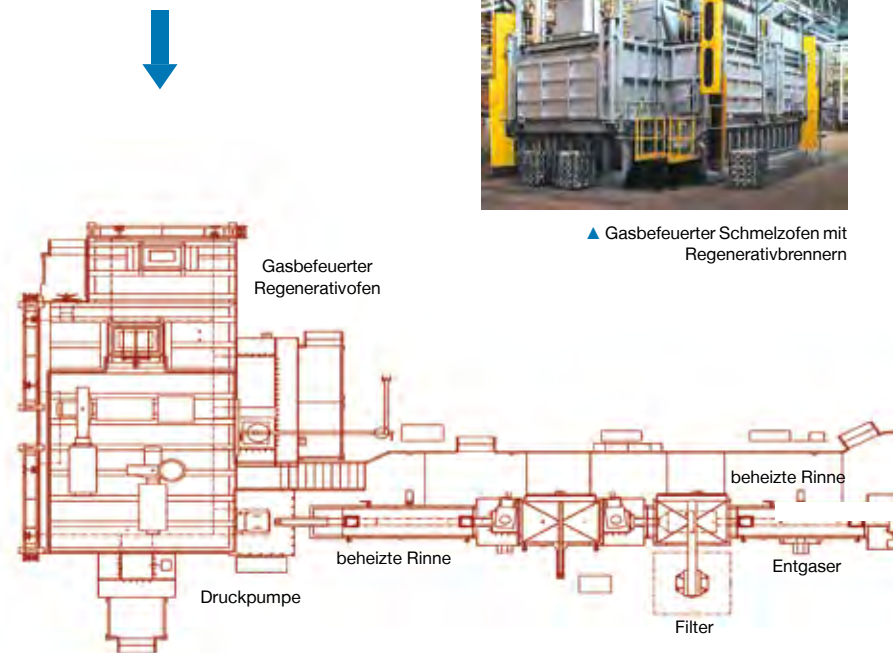 ▲ Gasbefeuerter Schmelzofen mit
Regenerativbrennern
Gasbefeuerter
Regenerativofen
beheizte Rinne
beheizte Rinne
Entgaser
Druckpumpe
Filter